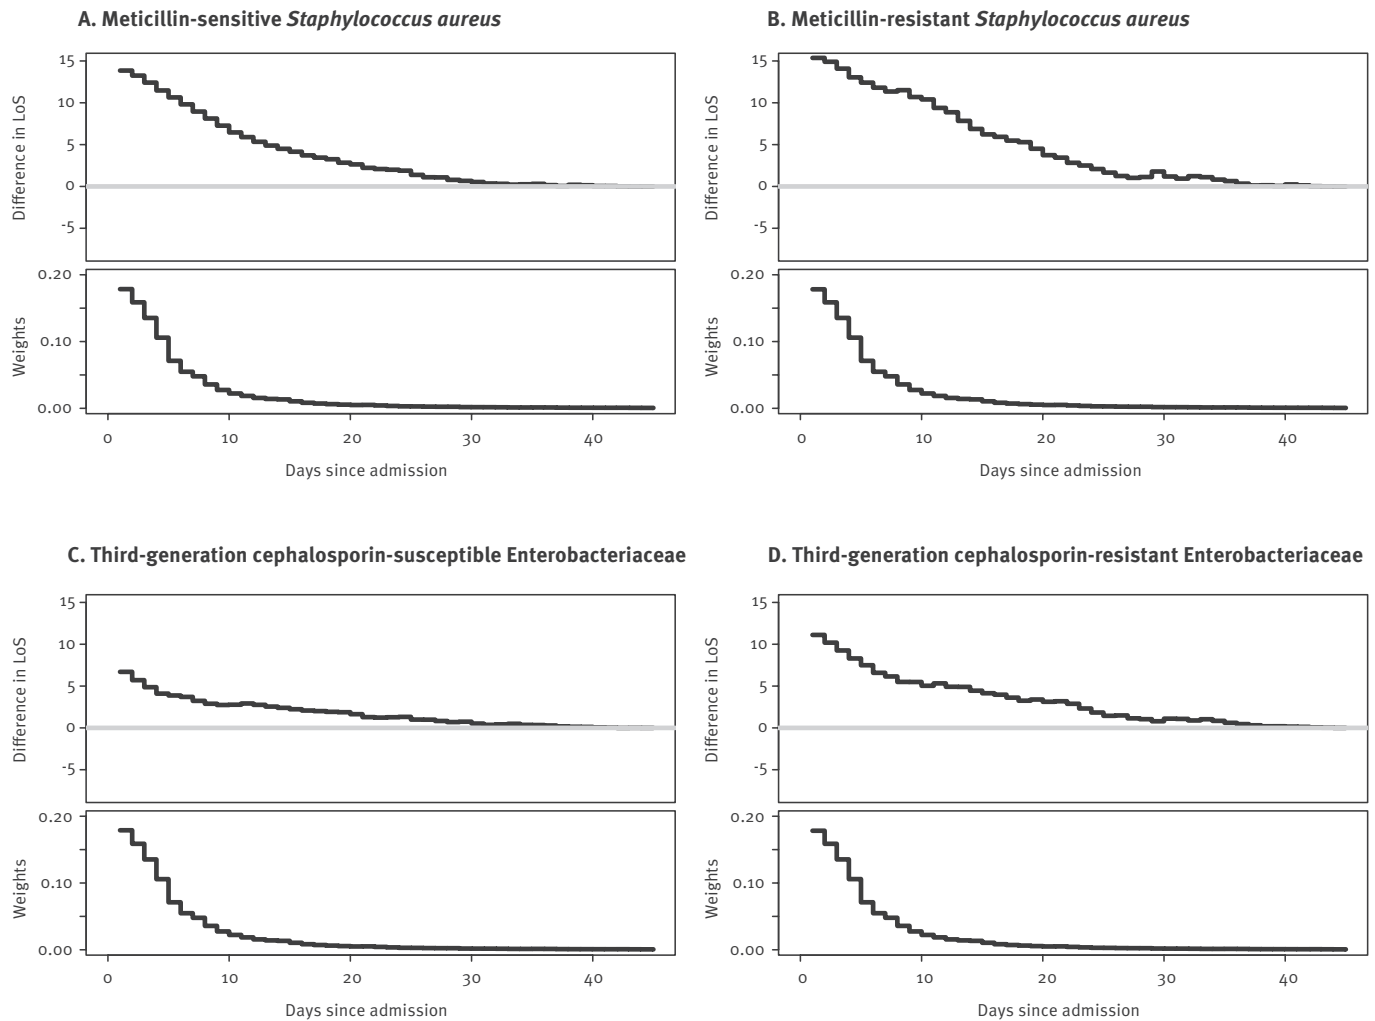 A. Meticillin-sensitive Staphylococcus aureus
15
10
5
0
-5
Difference in LoS
0.20
0.10
0.00
Weights
0 10 20 30 40
Days since admission
B. Meticillin-resistant Staphylococcus aureus
15
10
5
0
-5
Difference in LoS
0.20
0.10
0.00
Weights
0 10 20 30 40
Days since admission
C. Third-generation cephalosporin-susceptible Enterobacteriaceae
15
10
5
0
-5
Difference in LoS
0.20
0.10
0.00
Weights
0 10 20 30 40
Days since admission
D. Third-generation cephalosporin-resistant Enterobacteriaceae
15
10
5
0
-5
Difference in LoS
0.20
0.10
0.00
Weights
0 10 20 30 40
Days since admission